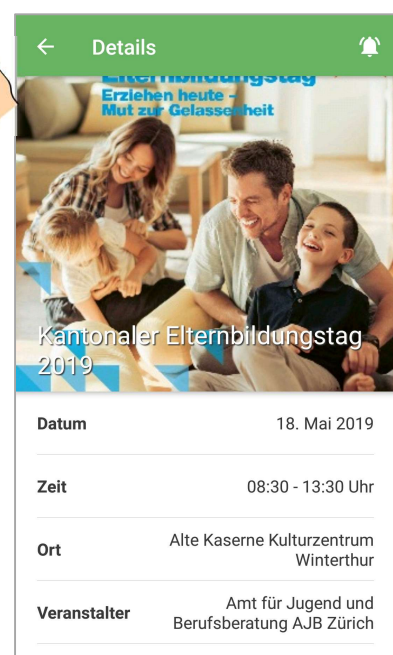 Details
Elternbildungstag
Erziehen heute –
Mut zur Gelassenheit
Kantonaler Elternbildungstag
2019
Datum 18. Mai 2019
Zeit 08:30 - 13:30 Uhr
Ort Alte Kaserne Kulturzentrum
Winterthur
Veranstalter Amt für Jugend und
Berufsberatung AJB Zürich